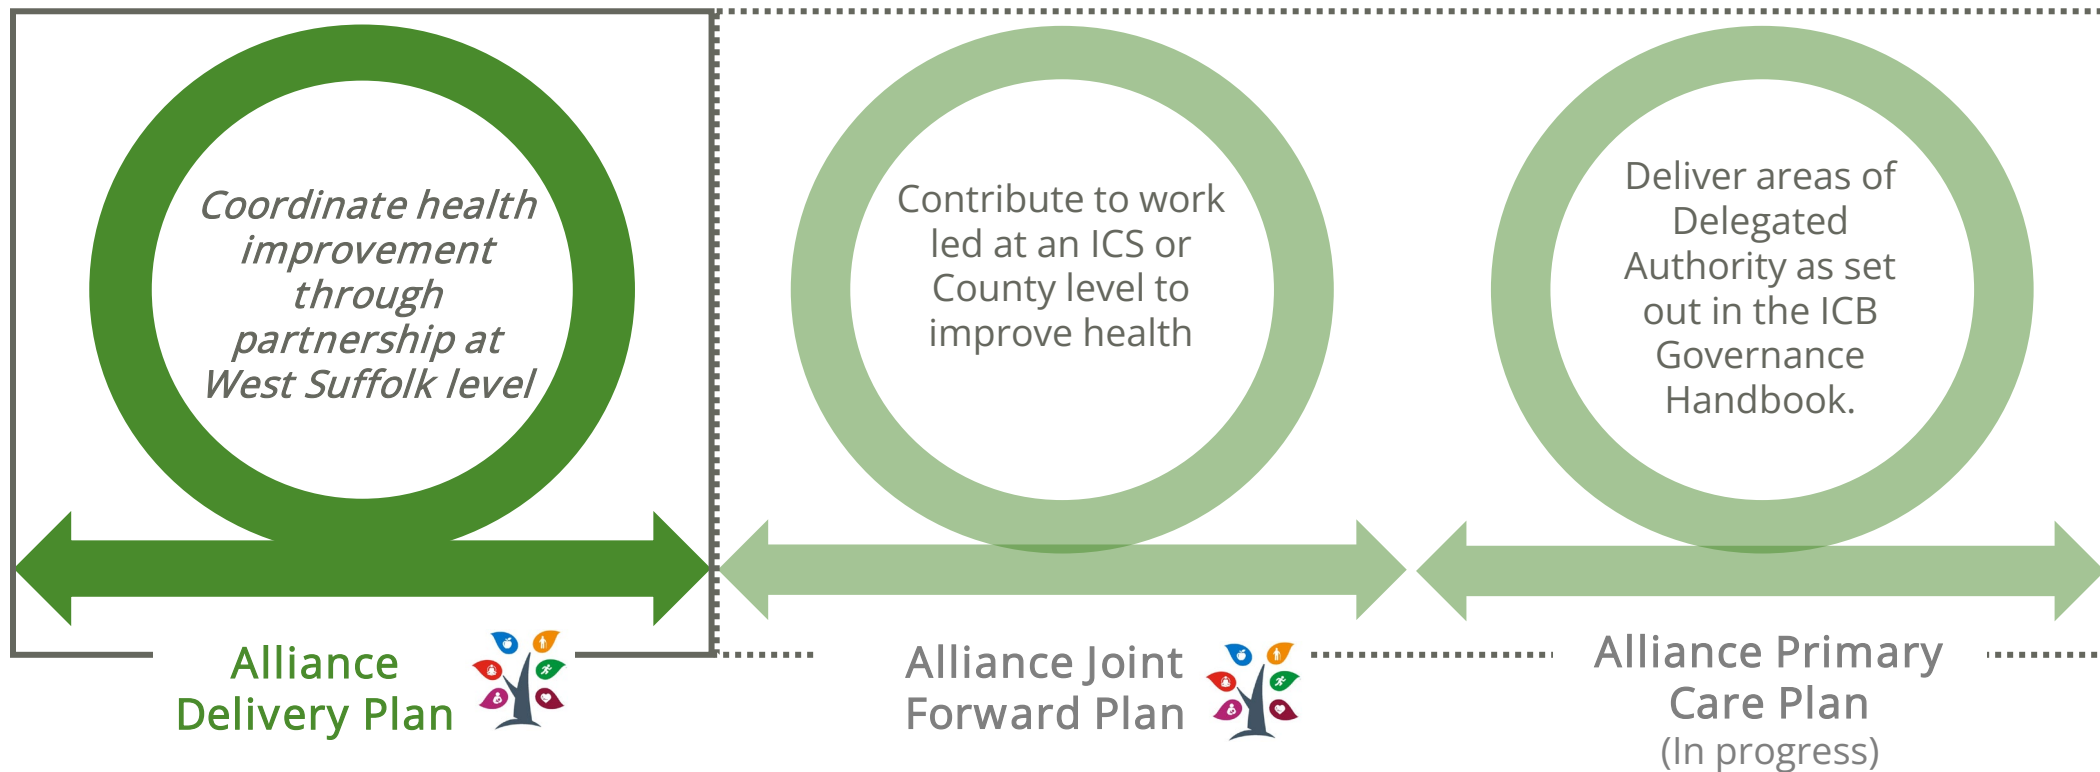 Coordinate health
improvement
through
partnership at
West Suffolk level
Contribute to work
led at an ICS or
County level to
improve health
Deliver areas of
Delegated
Authority as set
out in the ICB
Governance
Handbook.
Alliance
Delivery Plan
Alliance Joint
Forward Plan
Alliance Primary
Care Plan
(In progress)